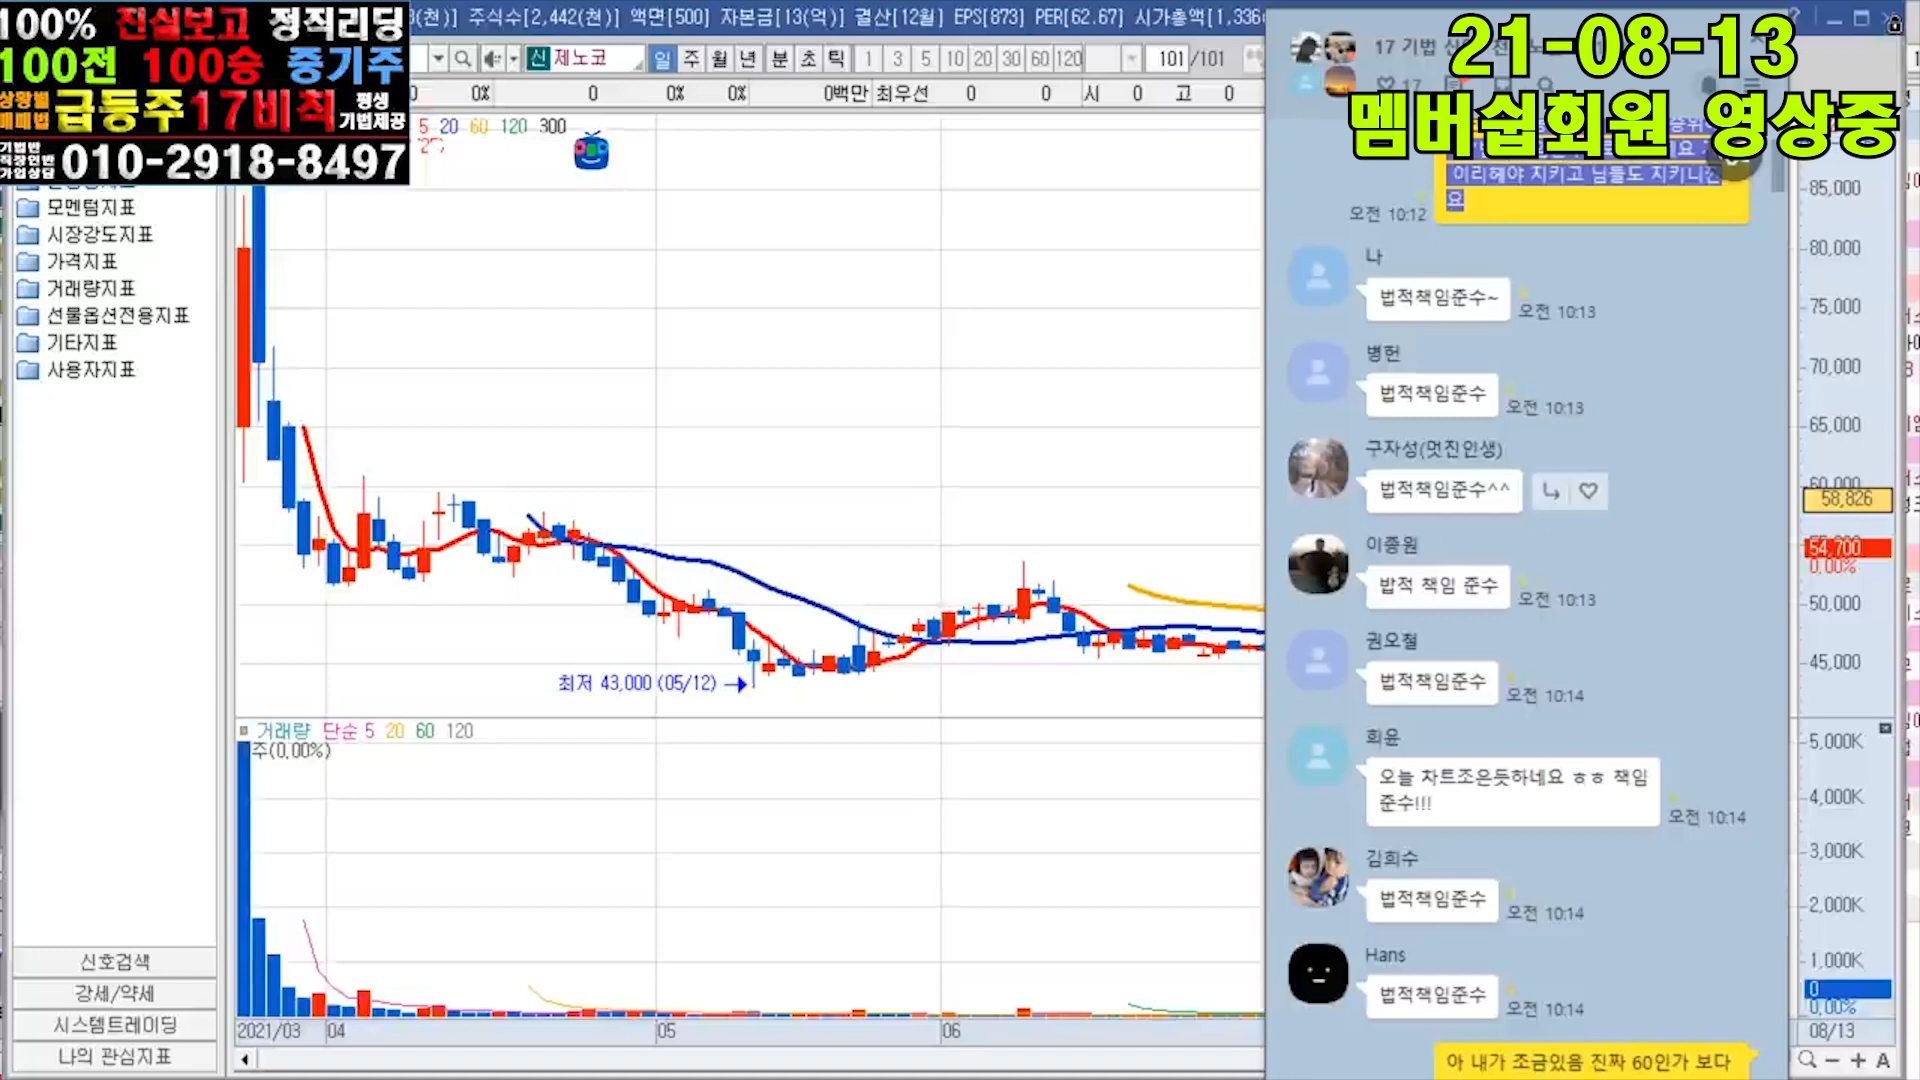 100% 진실보고 정직리딩
100전 100승 중기주
상황별
매매법
급등주17비책
평생
기법제공
기법반
직장인반
가입상담
010-2918-8497
(천)] 주식수[2,442(천)] 액면[500] 자본금[13(억)] 결산[12월] EPS[873] PER[62.67] 시가총액[1,336
21-08-13
멤버쉽회원 영상중
신 제노코 일 주 월 년 분 초 틱 1 3 5 10 20 30 60 120 101 /101
0 0% 0 0% 0% 0백만 최우선 0 0 시 0 고 0
5 20 60 120 300
모멘텀지표
시장강도지표
가격지표
거래량지표
선물옵션전용지표
기타지표
사용자지표
신호검색
강세/약세
시스템트레이딩
나의 관심지표
최저 43,000 (05/12)
거래량 단순 5 20 60 120
주(0,00%)
2021/03 04 05 06
17 기법
17
이리헤야 지키고 님들도 지키니깐
요
오전 10:12
나
법적책임준수~
오전 10:13
병헌
법적책임준수
오전 10:13
구자성(멋진인생)
법적책임준수^^
이종원
밥적 책임 준수
오전 10:13
권오철
법적책임준수
오전 10:14
희윤
오늘 차트조은듯하네요 ㅎㅎ 책임
준수!!!
오전 10:14
김희수
법적책임준수
오전 10:14
Hans
법적책임준수
오전 10:14
아 내가 조금있음 진짜 60인가 보다
85,000
80,000
75,000
70,000
65,000
60,000
58,826
54,700
0,00%
50,000
45,000
5,000K
4,000K
3,000K
2,000K
1,000K
0
0,00%
08/13
A